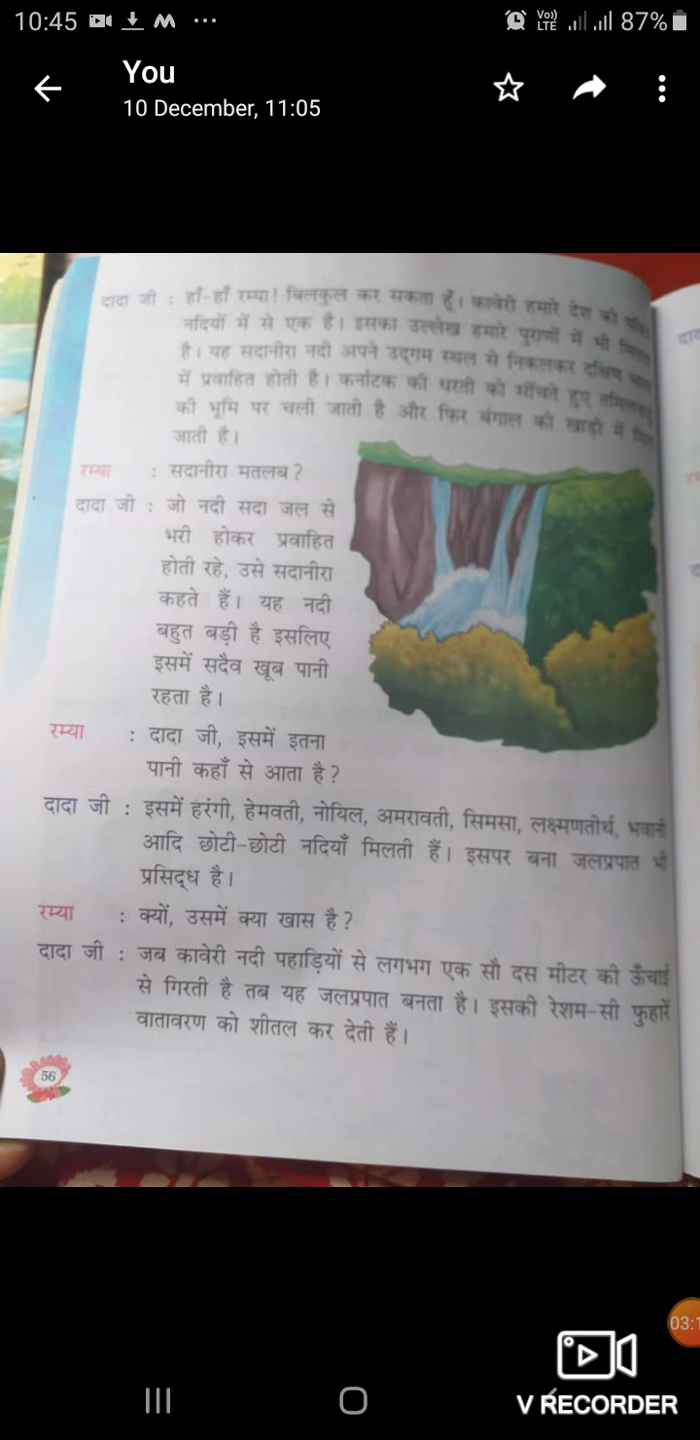 10:45
Vo)) LTE 87%
You
10 December, 11:05
दादा जी : हाँ-हाँ रम्या! बिलकुल कर सकता हूँ। कावेरी हमारे देश की
नदियों में से एक है। इसका उल्लेख हमारे पुराणों में भी
है। यह सदानीरा नदी अपने उद्गम स्थल से निकलकर दक्षिण
में प्रवाहित होती है। कर्नाटक की धरती को सींचते हुए
की भूमि पर चली जाती है और फिर बंगाल की खाड़ी में
जाती है।
रम्या : सदानीरा मतलब?
दादा जी : जो नदी सदा जल से
भरी होकर प्रवाहित
होती रहे, उसे सदानीरा
कहते हैं। यह नदी
बहुत बड़ी है इसलिए
इसमें सदैव खूब पानी
रहता है।
रम्या : दादा जी, इसमें इतना
पानी कहाँ से आता है?
दादा जी : इसमें हरंगी, हेमवती, नोयिल, अमरावती, सिमसा, लक्ष्मणतीर्थ, भवानी
आदि छोटी-छोटी नदियाँ मिलती हैं। इसपर बना जलप्रपात भी
प्रसिद्ध है।
रम्या : क्यों, उसमें क्या खास है?
दादा जी : जब कावेरी नदी पहाड़ियों से लगभग एक सौ दस मीटर की ऊँचाई
से गिरती है तब यह जलप्रपात बनता है। इसकी रेशम-सी फुहारें
वातावरण को शीतल कर देती हैं।
56
03:1
V RECORDER